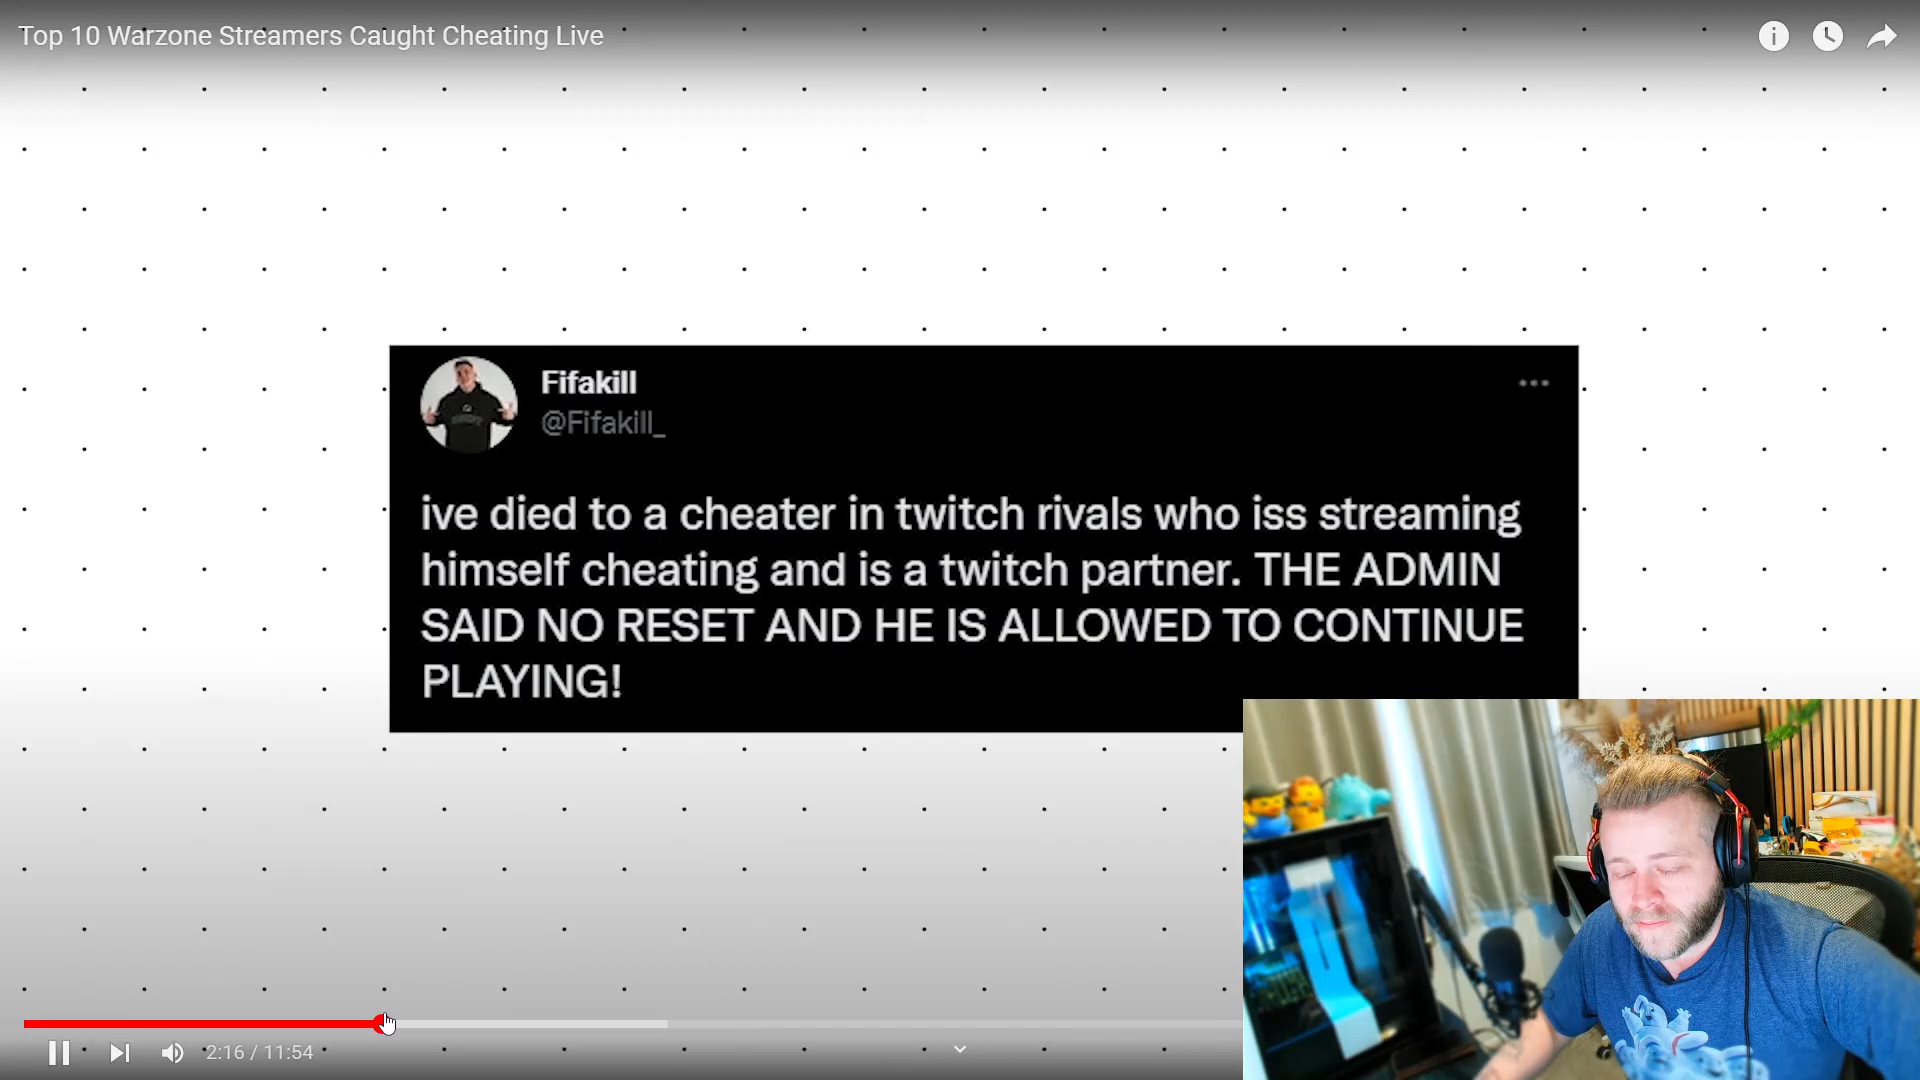 Top 10 Warzone Streamers Caught Cheating Live
Fifakill
@Fifakill_
ive died to a cheater in twitch rivals who iss streaming
himself cheating and is a twitch partner. THE ADMIN
SAID NO RESET AND HE IS ALLOWED TO CONTINUE
PLAYING!
2:16 / 11:54